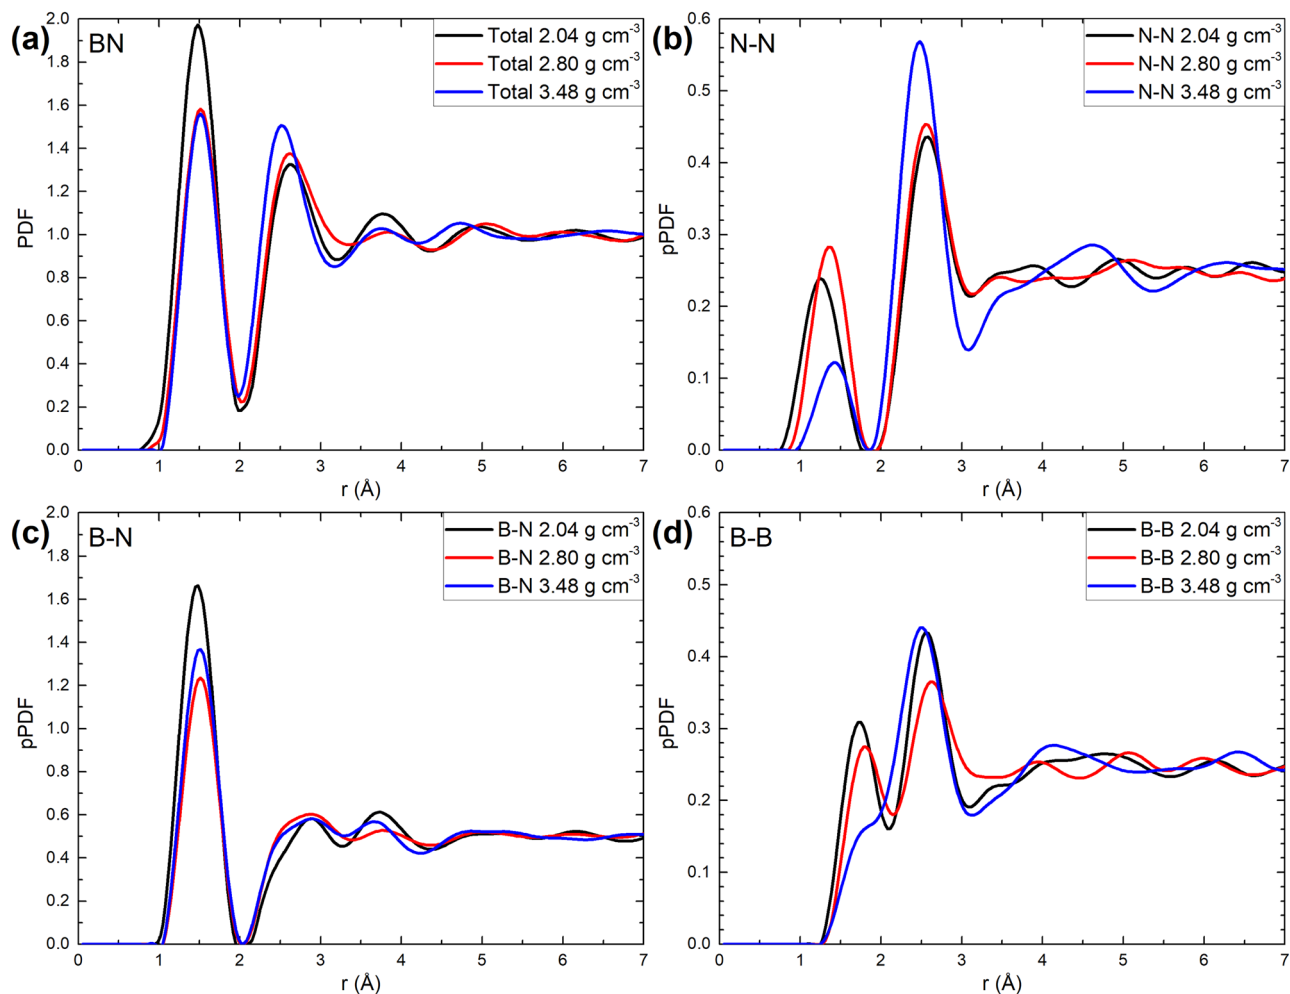 (a) BN
Total 2.04 g cm-3
Total 2.80 g cm-3
Total 3.48 g cm-3
PDF
2.0
1.8
1.6
1.4
1.2
1.0
0.8
0.6
0.4
0.2
0.0
0 1 2 3 4 5 6 7
r (Å)
(b) N-N
N-N 2.04 g cm-3
N-N 2.80 g cm-3
N-N 3.48 g cm-3
pPDF
0.6
0.5
0.4
0.3
0.2
0.1
0.0
0 1 2 3 4 5 6 7
r (Å)
(c) B-N
B-N 2.04 g cm-3
B-N 2.80 g cm-3
B-N 3.48 g cm-3
pPDF
2.0
1.8
1.6
1.4
1.2
1.0
0.8
0.6
0.4
0.2
0.0
0 1 2 3 4 5 6 7
r (Å)
(d) B-B
B-B 2.04 g cm-3
B-B 2.80 g cm-3
B-B 3.48 g cm-3
pPDF
0.6
0.5
0.4
0.3
0.2
0.1
0.0
0 1 2 3 4 5 6 7
r (Å)